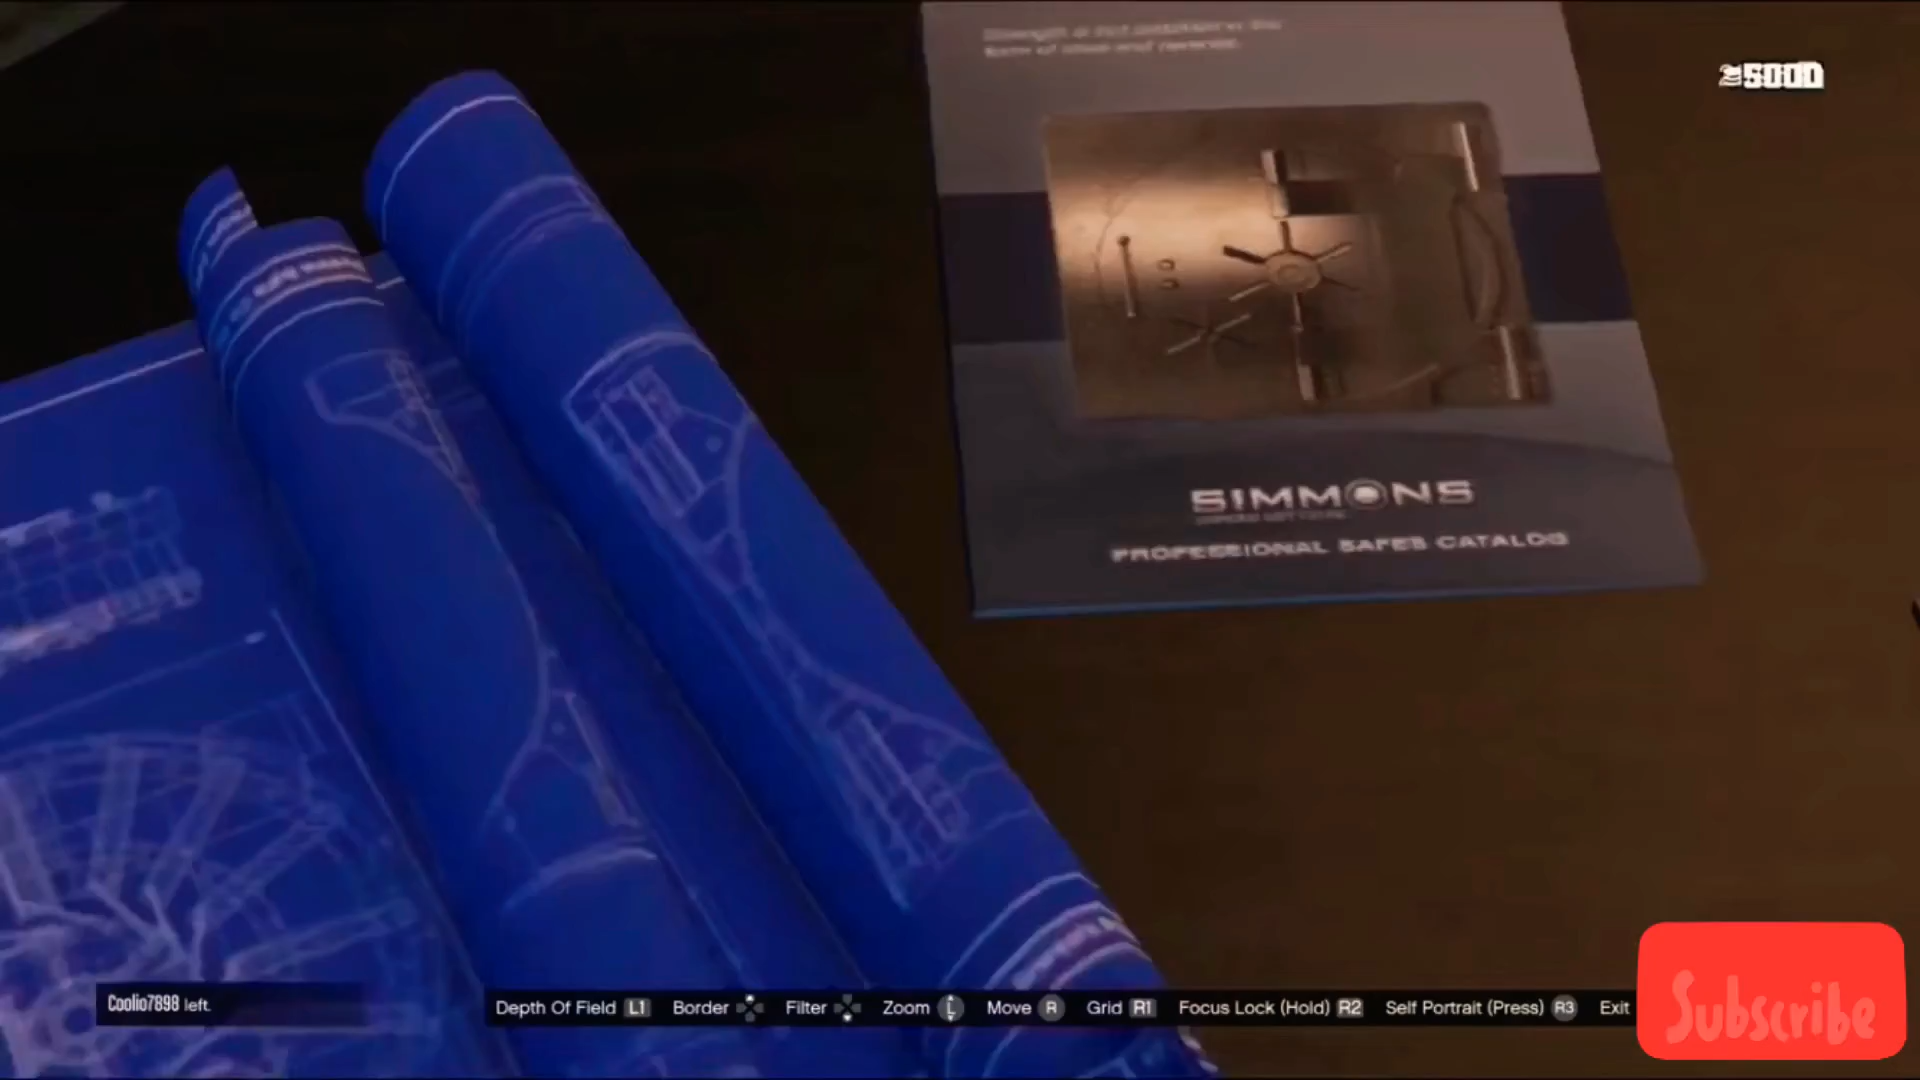 5000
SIMMONS
PROFESSIONAL SAFES CATALOG
Coolio7898 left.
Depth Of Field L1 Border Filter Zoom L Move R Grid R1 Focus Lock (Hold) R2 Self Portrait (Press) R3 Exit
Subscribe